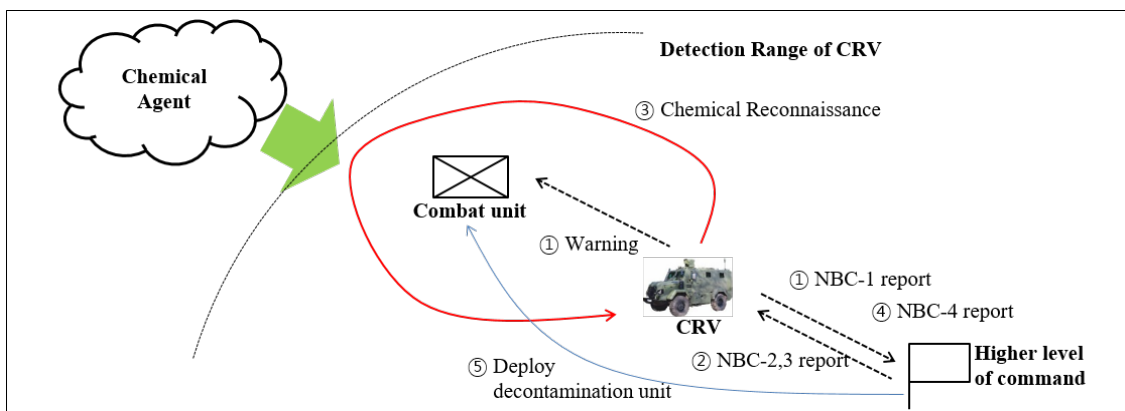 Detection Range of CRV
Chemical
Agent
③ Chemical Reconnaissance
Combat unit
① Warning
① NBC-1 report
④ NBC-4 report
CRV
② NBC-2,3 report
⑤ Deploy
decontamination unit
Higher level
of command